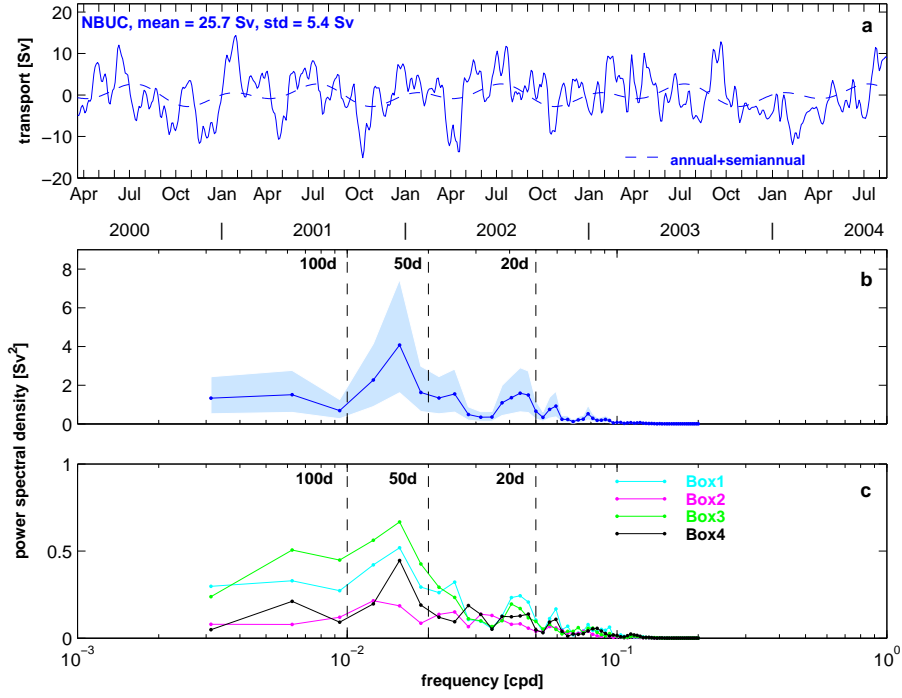 NBUC, mean = 25.7 Sv, std = 5.4 Sv
a
20
10
0
−10
−20
transport [Sv]
annual+semiannual
Apr Jul Oct Jan Apr Jul Oct Jan Apr Jul Oct Jan Apr Jul Oct Jan Apr Jul
2000 | 2001 | 2002 | 2003 | 2004
100d 50d 20d
b
8
6
4
2
0
power spectral density [Sv²]
100d 50d 20d
c
Box1
Box2
Box3
Box4
1
0.5
0
10⁻³ 10⁻² 10⁻¹ 10⁰
frequency [cpd]